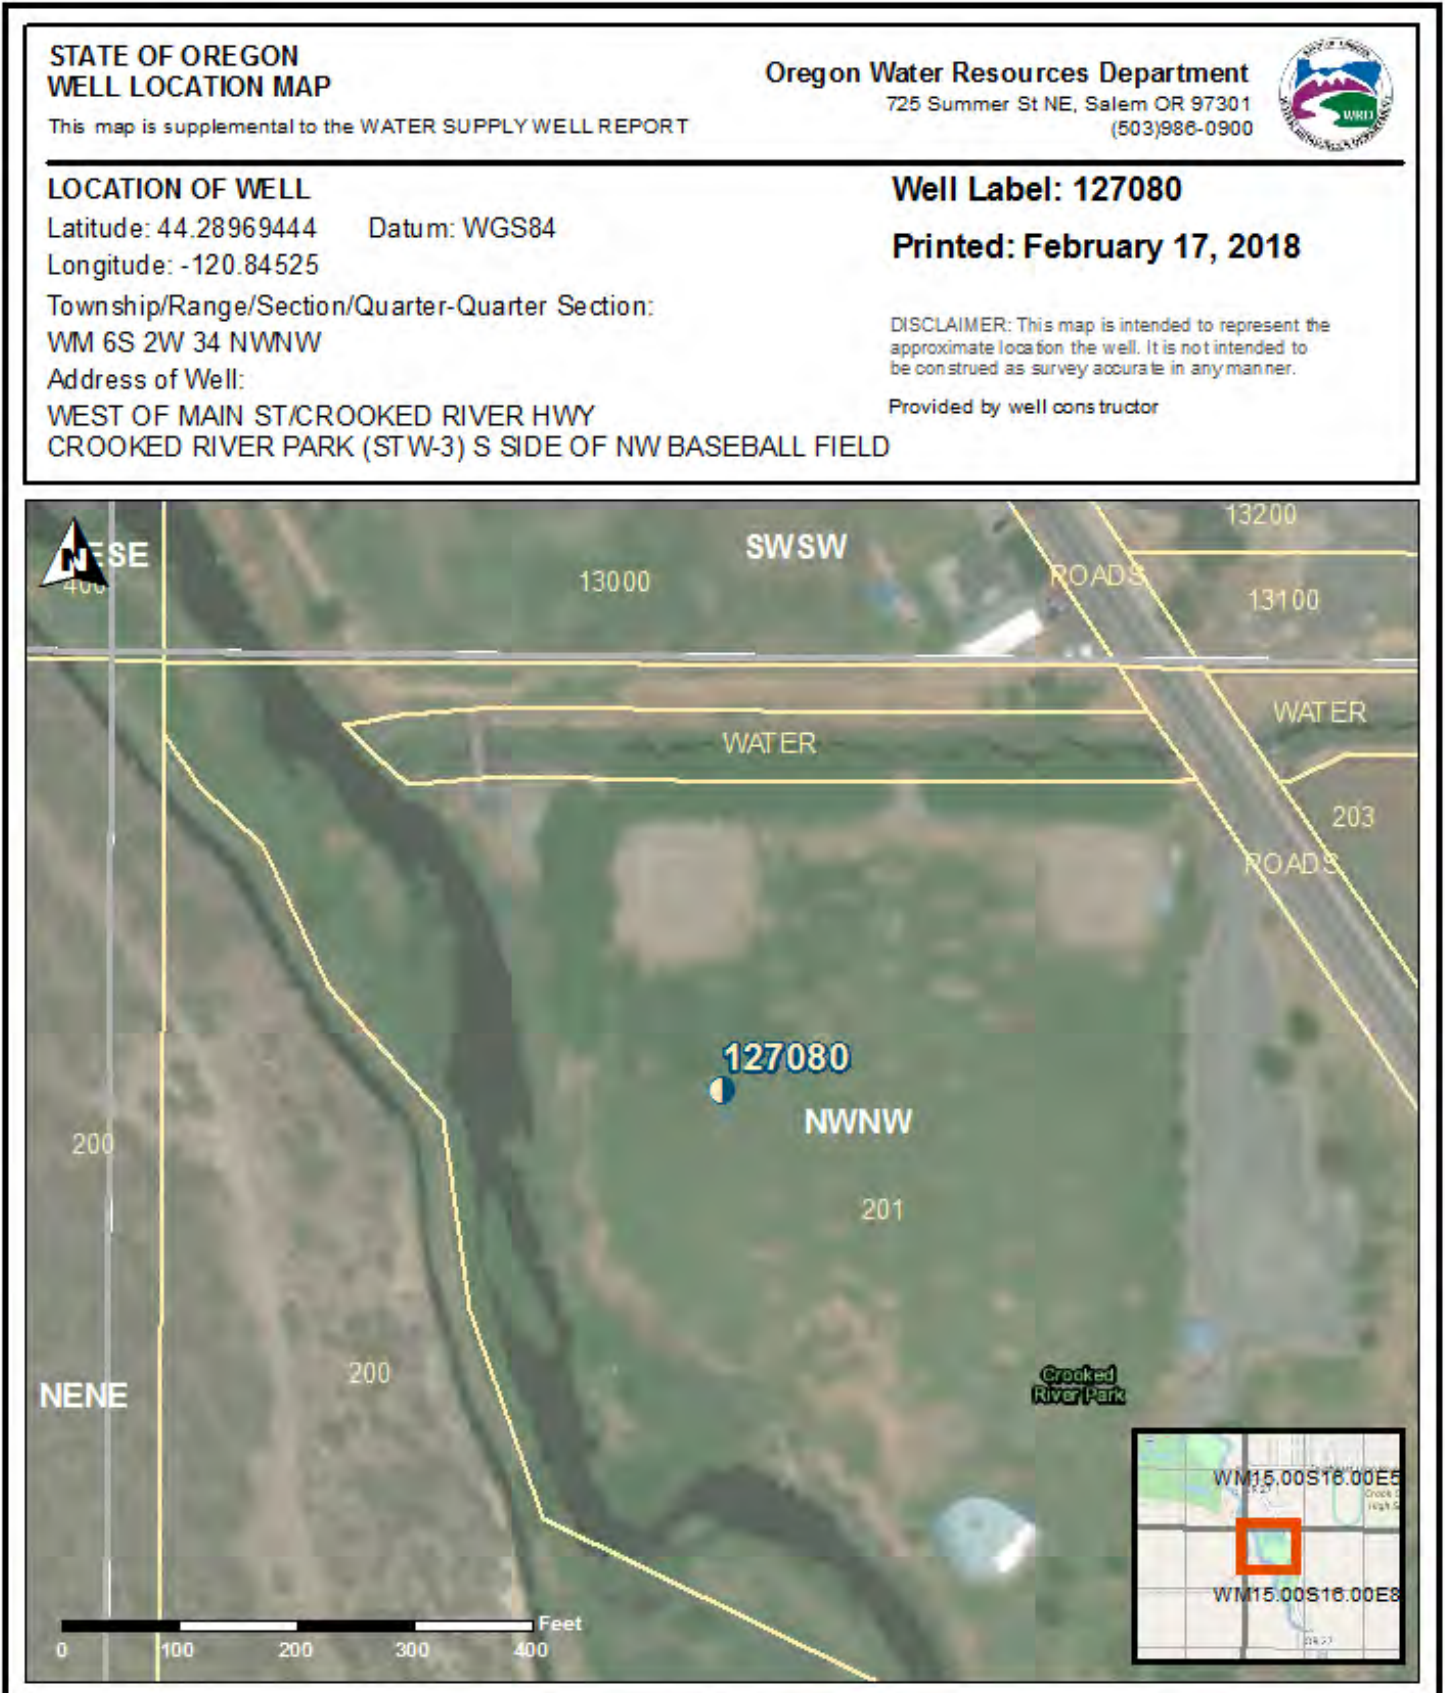 STATE OF OREGON
WELL LOCATION MAP
This map is supplemental to the WATER SUPPLY WELL REPORT
Oregon Water Resources Department
725 Summer St NE, Salem OR 97301
(503)986-0900
WRD
LOCATION OF WELL
Latitude: 44.28969444 Datum: WGS84
Longitude: -120.84525
Township/Range/Section/Quarter-Quarter Section:
WM 6S 2W 34 NWNW
Address of Well:
WEST OF MAIN ST/CROOKED RIVER HWY
CROOKED RIVER PARK (STW-3) S SIDE OF NW BASEBALL FIELD
Well Label: 127080
Printed: February 17, 2018
DISCLAIMER: This map is intended to represent the
approximate location the well. It is not intended to
be construed as survey accurate in any manner.
Provided by well constructor
13200
N
ESE
SWSW
400
13000
ROADS
13100
WATER
WATER
203
ROADS
127080
NWNW
200
201
200
NENE
Crooked
River Park
WM15.00S16.00E5
WM15.00S16.00E8
OR 27
Feet
0 100 200 300 400